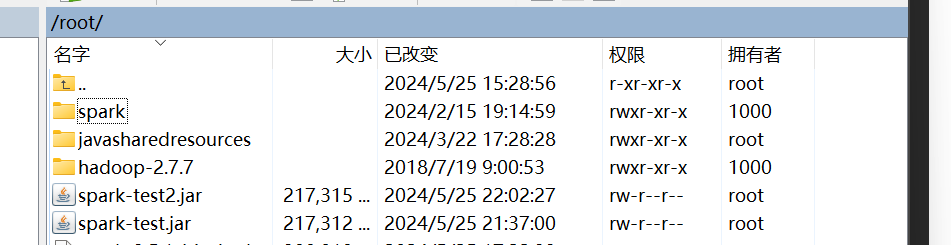 /root/
名字 大小 已改变 权限 拥有者
.. 2024/5/25 15:28:56 r-xr-xr-x root
spark 2024/2/15 19:14:59 rwxr-xr-x 1000
javasharedresources 2024/3/22 17:28:28 rwxr-xr-x root
hadoop-2.7.7 2018/7/19 9:00:53 rwxr-xr-x 1000
spark-test2.jar 217,315 ... 2024/5/25 22:02:27 rw-r--r-- root
spark-test.jar 217,312 ... 2024/5/25 21:37:00 rw-r--r-- root